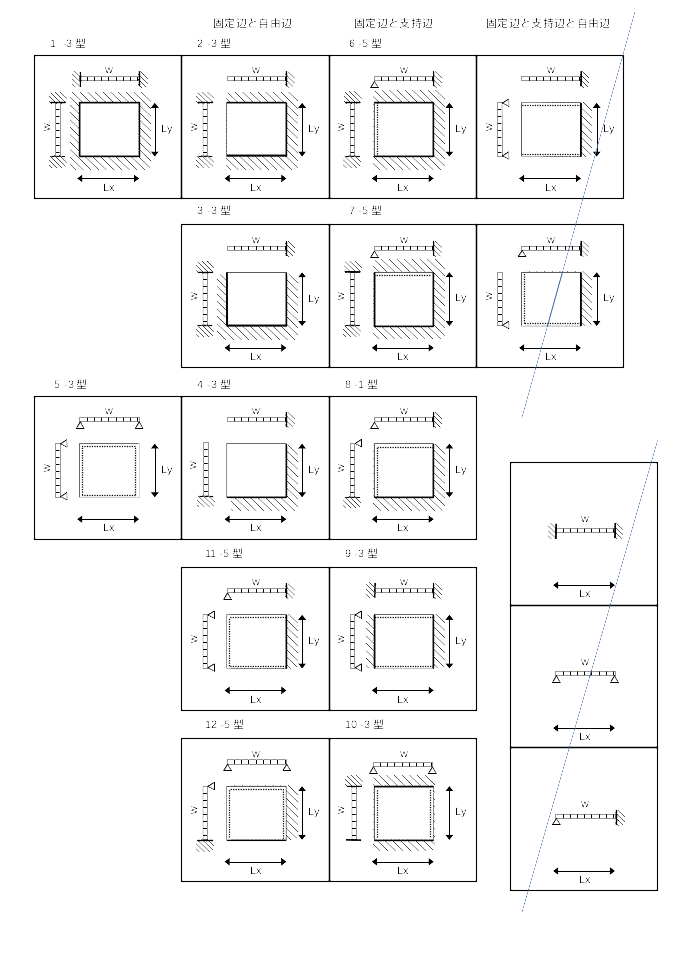 固定辺と自由辺 固定辺と支持辺 固定辺と支持辺と自由辺
1 -3 型 2 -3 型 6 -5 型
W W W W
W Ly W Ly W Ly W Ly
Lx Lx Lx Lx
3 -3 型 7 -5 型
W W W
W Ly W Ly W Ly
Lx Lx Lx
5 -3 型 4 -3 型 8 -1 型
W W W
W Ly W Ly W Ly
Lx Lx Lx
W
Lx
11 -5 型 9 -3 型
W W
W Ly W Ly
Lx Lx
W
Lx
12 -5 型 10 -3 型
W W
W Ly W Ly
Lx Lx
W
Lx